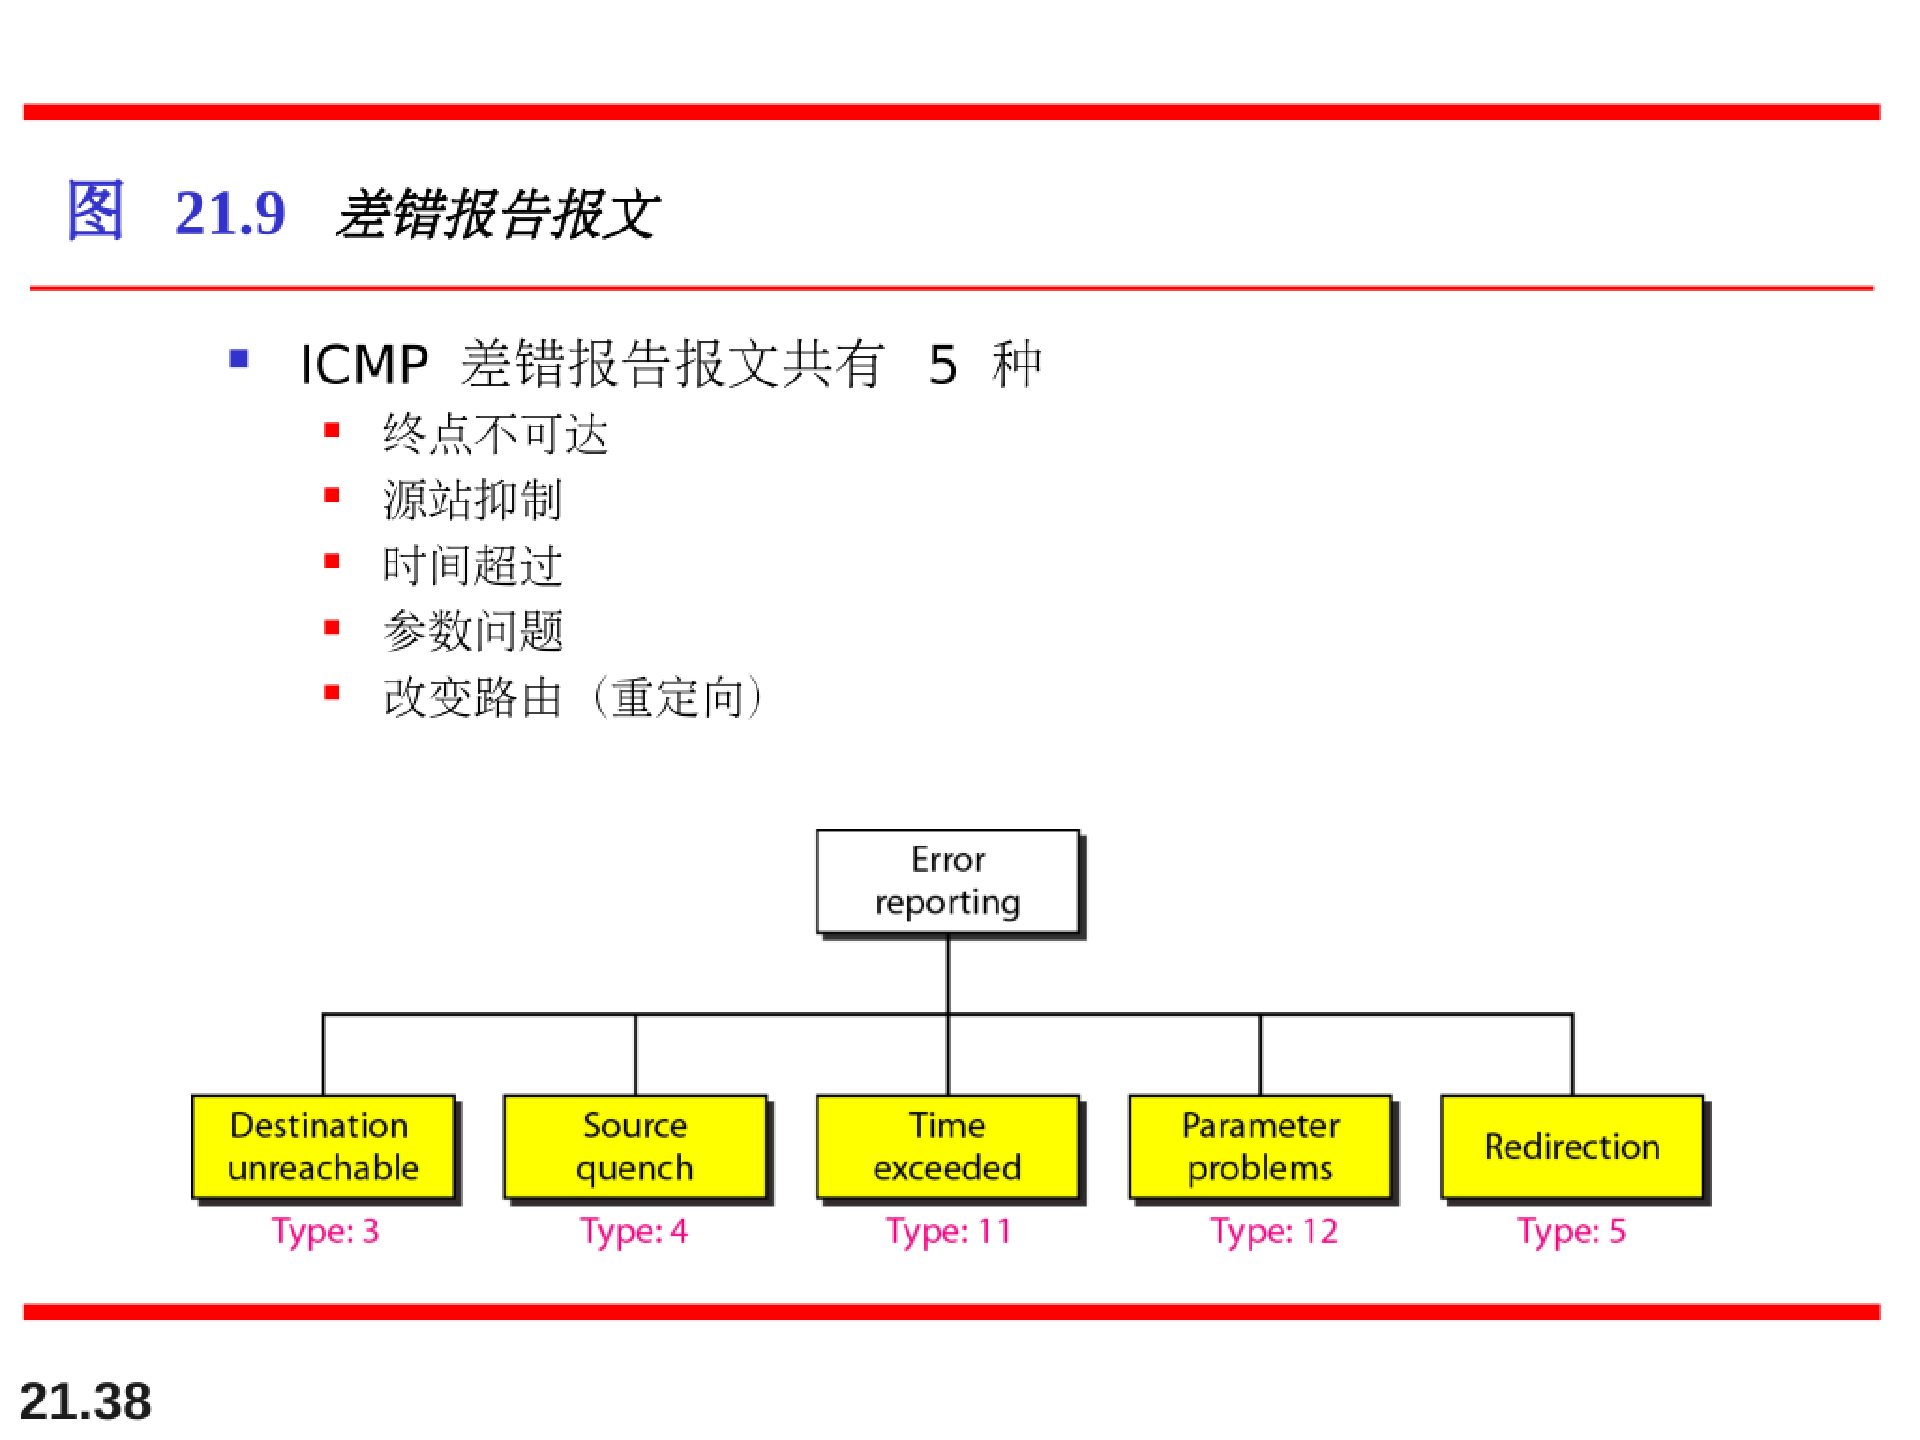 图 21.9 差错报告报文
ICMP 差错报告报文共有 5 种
终点不可达
源站抑制
时间超过
参数问题
改变路由（重定向）
Error
reporting
Destination
unreachable
Source
quench
Time
exceeded
Parameter
problems
Redirection
Type: 3
Type: 4
Type: 11
Type: 12
Type: 5
21.38